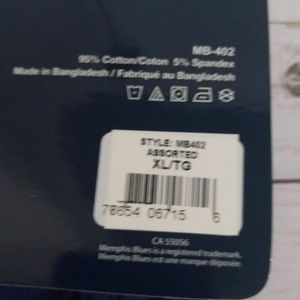 MB-402
95% Cotton/Coton 5% Spandex
Made in Bangladesh / Fabriqué au Bangladesh
STYLE: MB402
ASSORTED
XL/TG
78654 06715 6
CA 55056
Memphis Blues is a registered trademark.
Memphis Blues est une marque déposée.